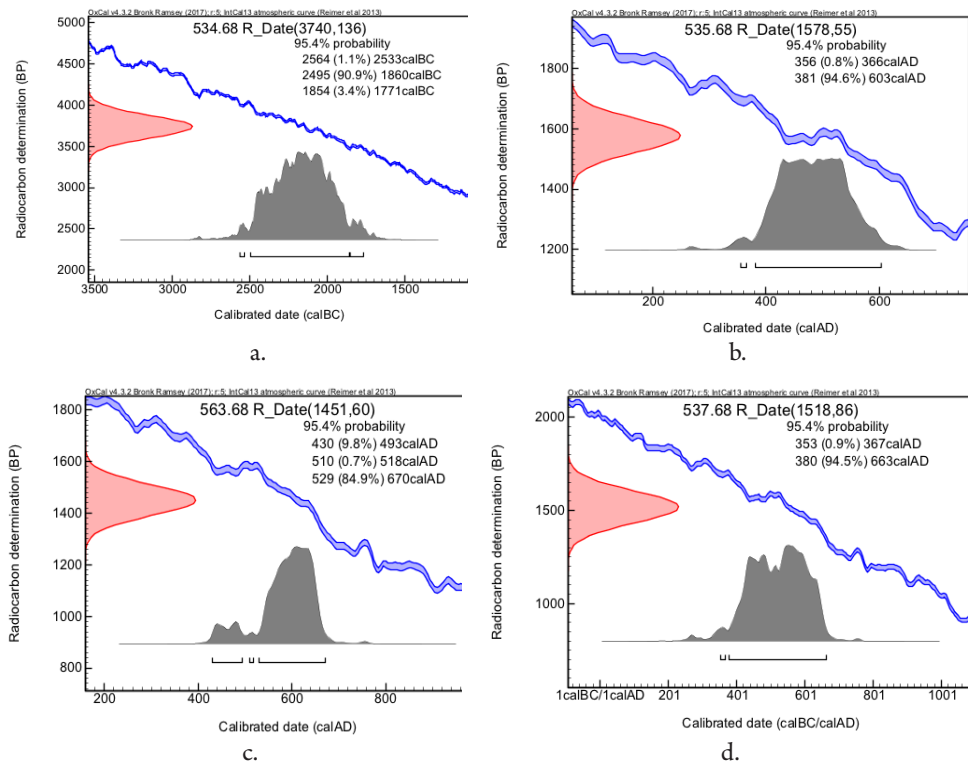 OxCal v4.3.2 Bronk Ramsey (2017); r:5; IntCal13 atmospheric curve (Reimer et al 2013)
534.68 R_Date(3740,136)
95.4% probability
2564 (1.1%) 2533calBC
2495 (90.9%) 1860calBC
1854 (3.4%) 1771calBC
Radiocarbon determination (BP)
5000
4500
4000
3500
3000
2500
2000
3500
3000
2500
2000
1500
Calibrated date (calBC)
a.
OxCal v4.3.2 Bronk Ramsey (2017); r:5; IntCal13 atmospheric curve (Reimer et al 2013)
535.68 R_Date(1578,55)
95.4% probability
356 (0.8%) 366calAD
381 (94.6%) 603calAD
Radiocarbon determination (BP)
1800
1600
1400
1200
200
400
600
Calibrated date (calAD)
b.
OxCal v4.3.2 Bronk Ramsey (2017); r:5; IntCal13 atmospheric curve (Reimer et al 2013)
563.68 R_Date(1451,60)
95.4% probability
430 (9.8%) 493calAD
510 (0.7%) 518calAD
529 (84.9%) 670calAD
Radiocarbon determination (BP)
1800
1600
1400
1200
1000
800
200
400
600
800
Calibrated date (calAD)
c.
OxCal v4.3.2 Bronk Ramsey (2017); r:5; IntCal13 atmospheric curve (Reimer et al 2013)
537.68 R_Date(1518,86)
95.4% probability
353 (0.9%) 367calAD
380 (94.5%) 663calAD
Radiocarbon determination (BP)
2000
1500
1000
1calBC/1calAD
201
401
601
801
1001
Calibrated date (calBC/calAD)
d.